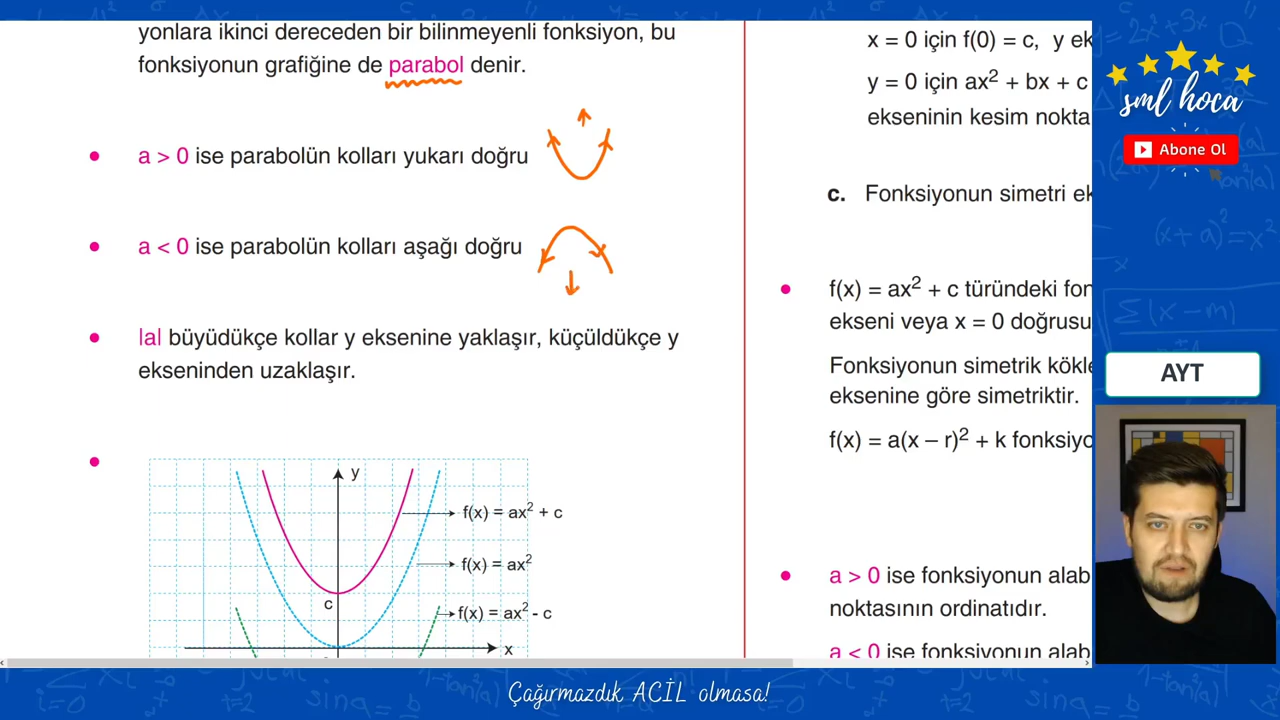 yonlara ikinci dereceden bir bilinmeyenli fonksiyon, bu
fonksiyonun grafiğine de parabol denir.
• a > 0 ise parabolün kolları yukarı doğru
• a < 0 ise parabolün kolları aşağı doğru
• lal büyüdükçe kollar y eksenine yaklaşır, küçüldükçe y
ekseninden uzaklaşır.
•
y
f(x) = ax² + c
f(x) = ax²
c
f(x) = ax² - c
x
x = 0 için f(0) = c, y ek
y = 0 için ax² + bx + c
ekseninin kesim nokta
c. Fonksiyonun simetri ek
• f(x) = ax² + c türündeki fon
ekseni veya x = 0 doğrusu
Fonksiyonun simetrik kökle
eksenine göre simetriktir.
f(x) = a(x – r)² + k fonksiyo
• a > 0 ise fonksiyonun alab
noktasının ordinatıdır.
a < 0 ise fonksiyonun alab
sml hoca
Abone Ol
AYT
Çağırmazdık ACİL olmasa!